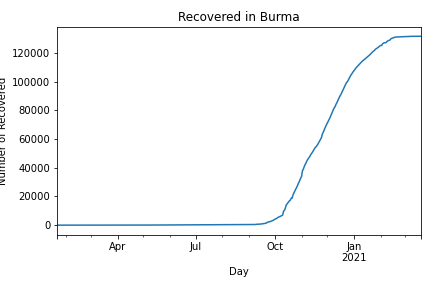 Recovered in Burma
120000
100000
80000
60000
40000
20000
0
Number of Recovered
Apr
Jul
Oct
Jan
2021
Day